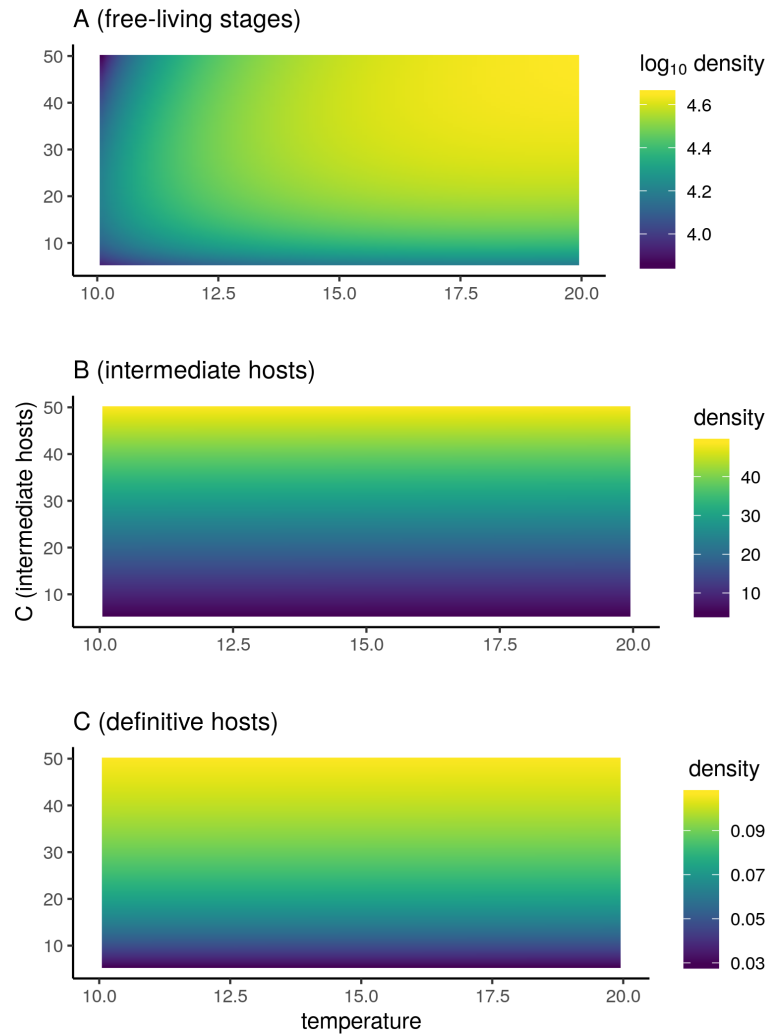 A (free-living stages)
log₁₀ density
50
40
30
20
10
4.6
4.4
4.2
4.0
10.0 12.5 15.0 17.5 20.0
B (intermediate hosts)
density
C (intermediate hosts)
50
40
30
20
10
40
30
20
10
10.0 12.5 15.0 17.5 20.0
C (definitive hosts)
density
50
40
30
20
10
0.09
0.07
0.05
0.03
10.0 12.5 15.0 17.5 20.0
temperature